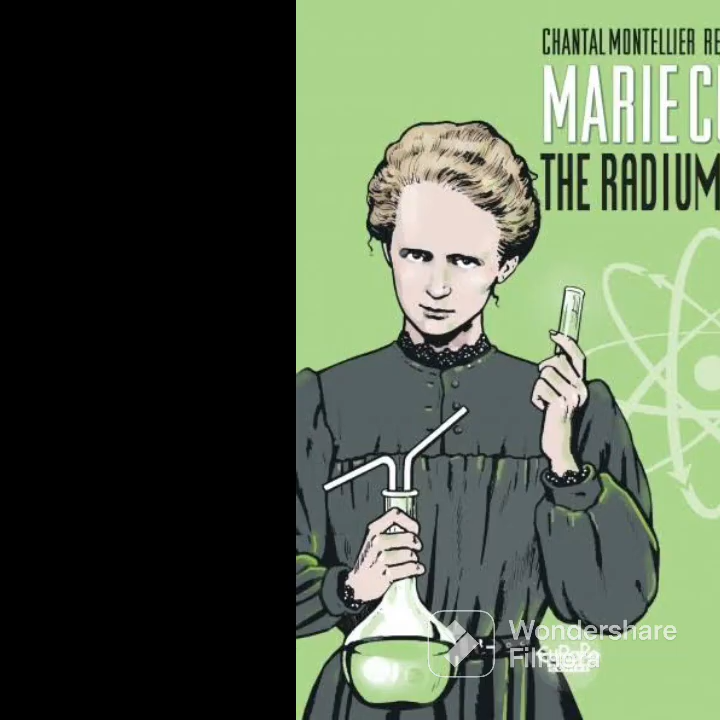 CHANTAL MONTELLIER RE
MARIE C
THE RADIUM
Wondershare
Filmora